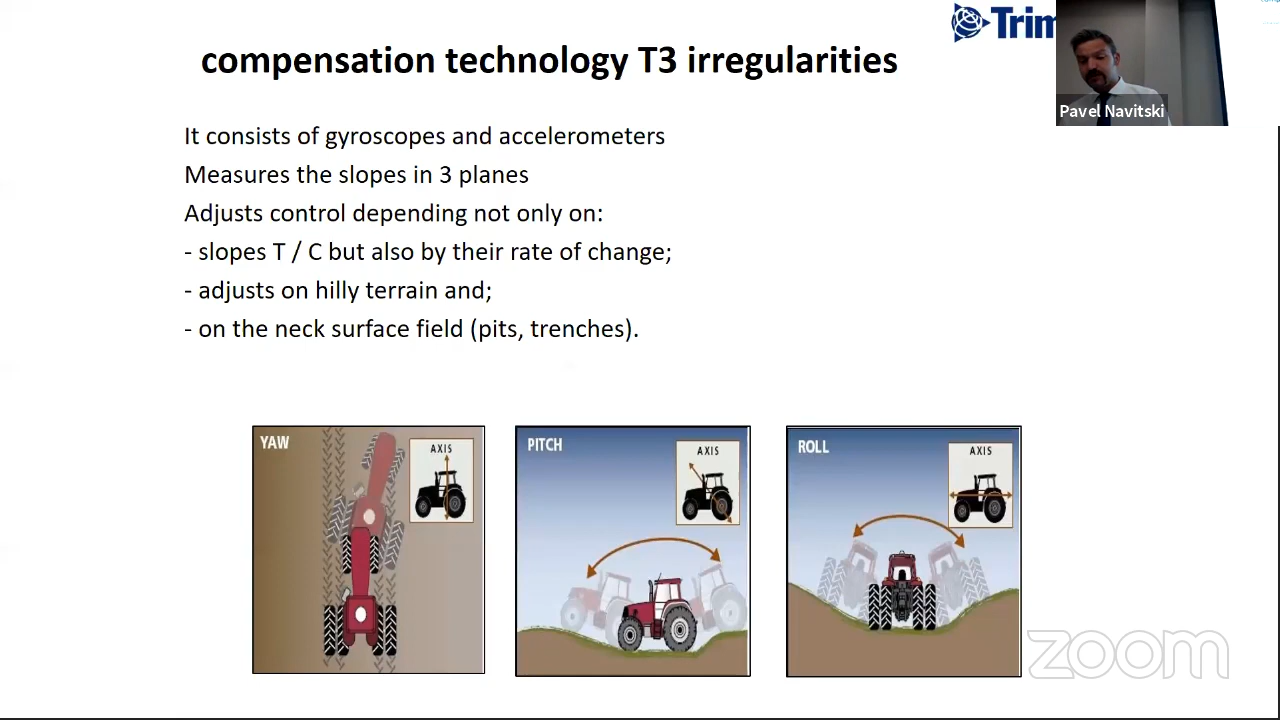 Trim
compensation technology T3 irregularities
Pavel Navitski
It consists of gyroscopes and accelerometers
Measures the slopes in 3 planes
Adjusts control depending not only on:
- slopes T / C but also by their rate of change;
- adjusts on hilly terrain and;
- on the neck surface field (pits, trenches).
YAW
AXIS
PITCH
AXIS
ROLL
AXIS
zoom